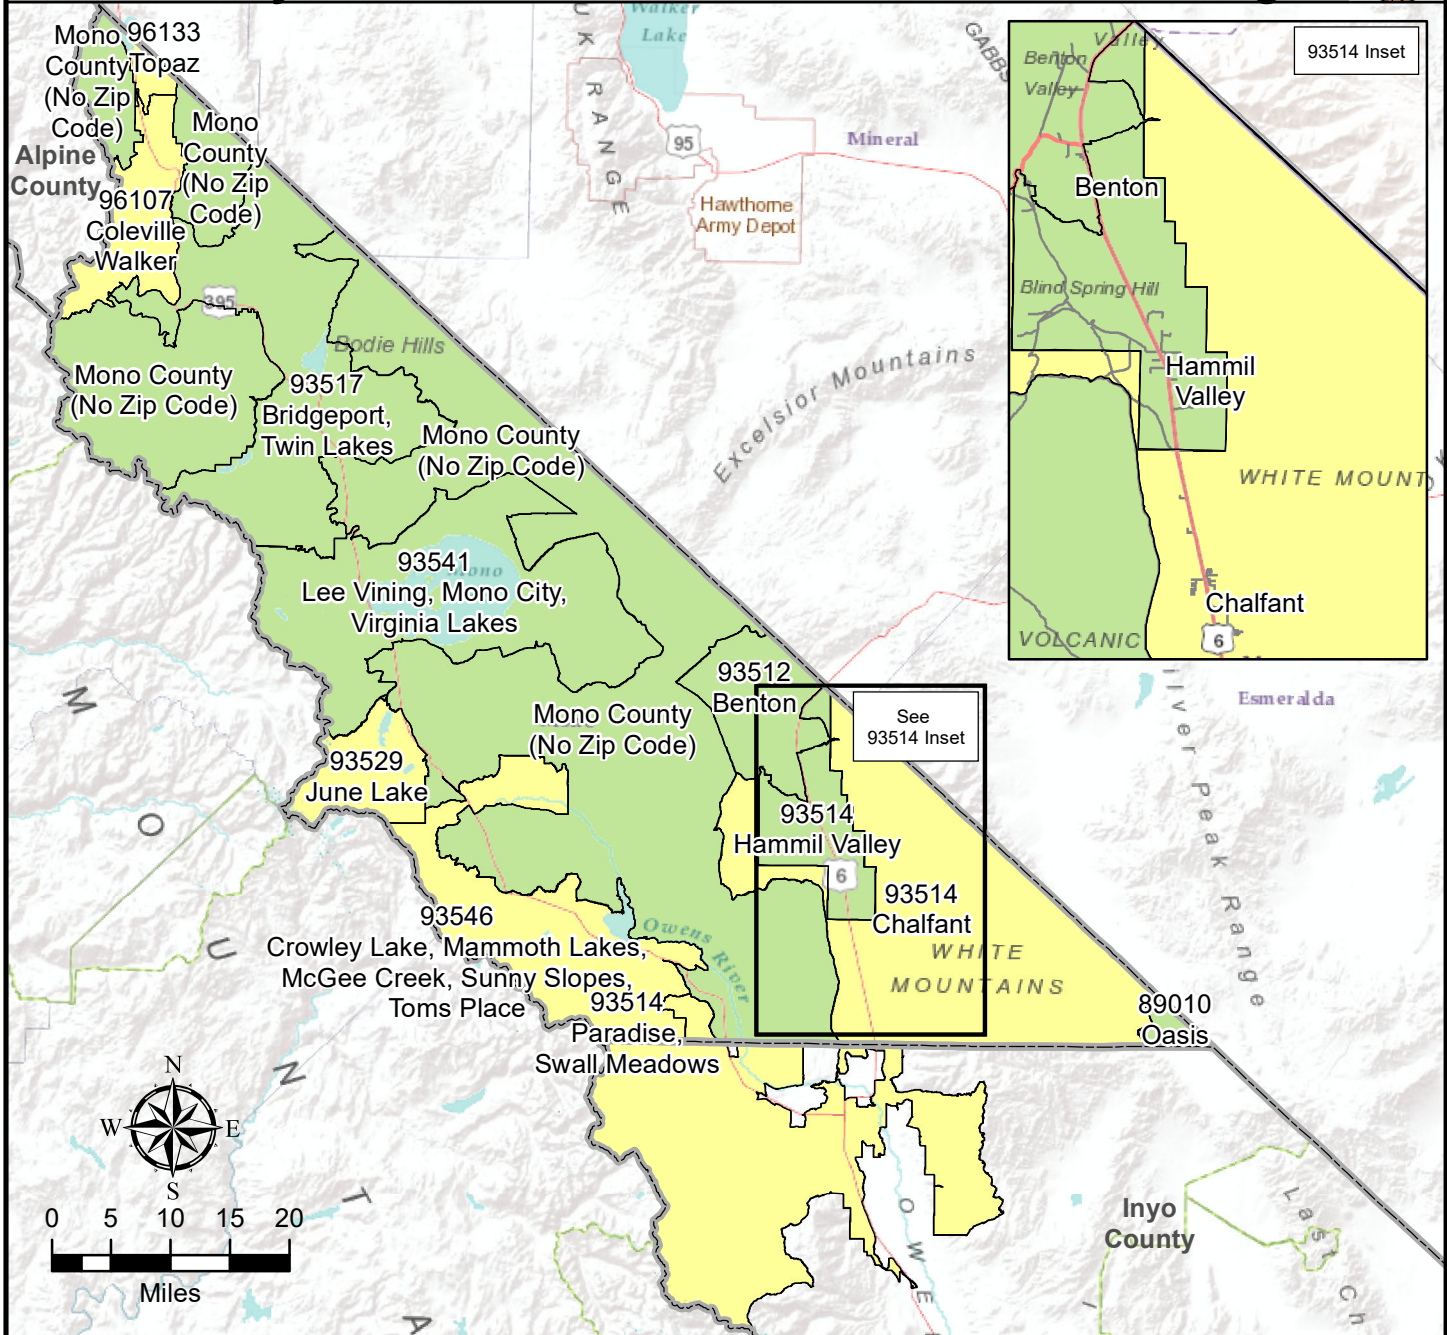 Mono
County
(No Zip
Code)
96133
Topaz
Alpine
County
Mono
County
(No Zip
Code)
96107
Coleville
Walker
395
Mono County
(No Zip Code)
Bodie Hills
93517
Bridgeport,
Twin Lakes
Mono County
(No Zip Code)
93541
Mono
Lee Vining, Mono City,
Virginia Lakes
93529
June Lake
Mono County
(No Zip Code)
93512
Benton
See
93514 Inset
93514
Hammil Valley
6
93514
Chalfant
WHITE
MOUNTAINS
93546
Crowley Lake, Mammoth Lakes,
McGee Creek, Sunny Slopes,
Toms Place
Owens
River
93514
Paradise,
Swall Meadows
89010
Oasis
Walker
Lake
RANGE
95
Mineral
Hawthorne
Army Depot
GABBS
Excelsior Mountains
Esmeralda
Peak Range
Inyo
County
Last Ch
OWE
MOUNTA
N
W
E
S
0 5 10 15 20
Miles
93514 Inset
Valley
Benton
Valley
Benton
Blind Spring Hill
Hammil
Valley
WHITE MOUNT
Chalfant
VOLCANIC
6